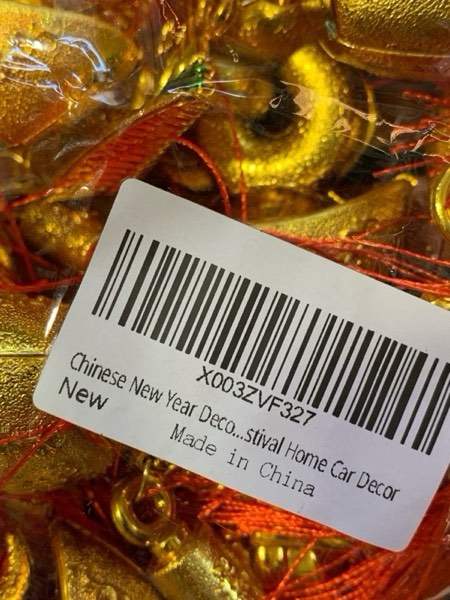 X003ZVF327
Chinese New Year Deco...stival Home Car Decor
New
Made in China